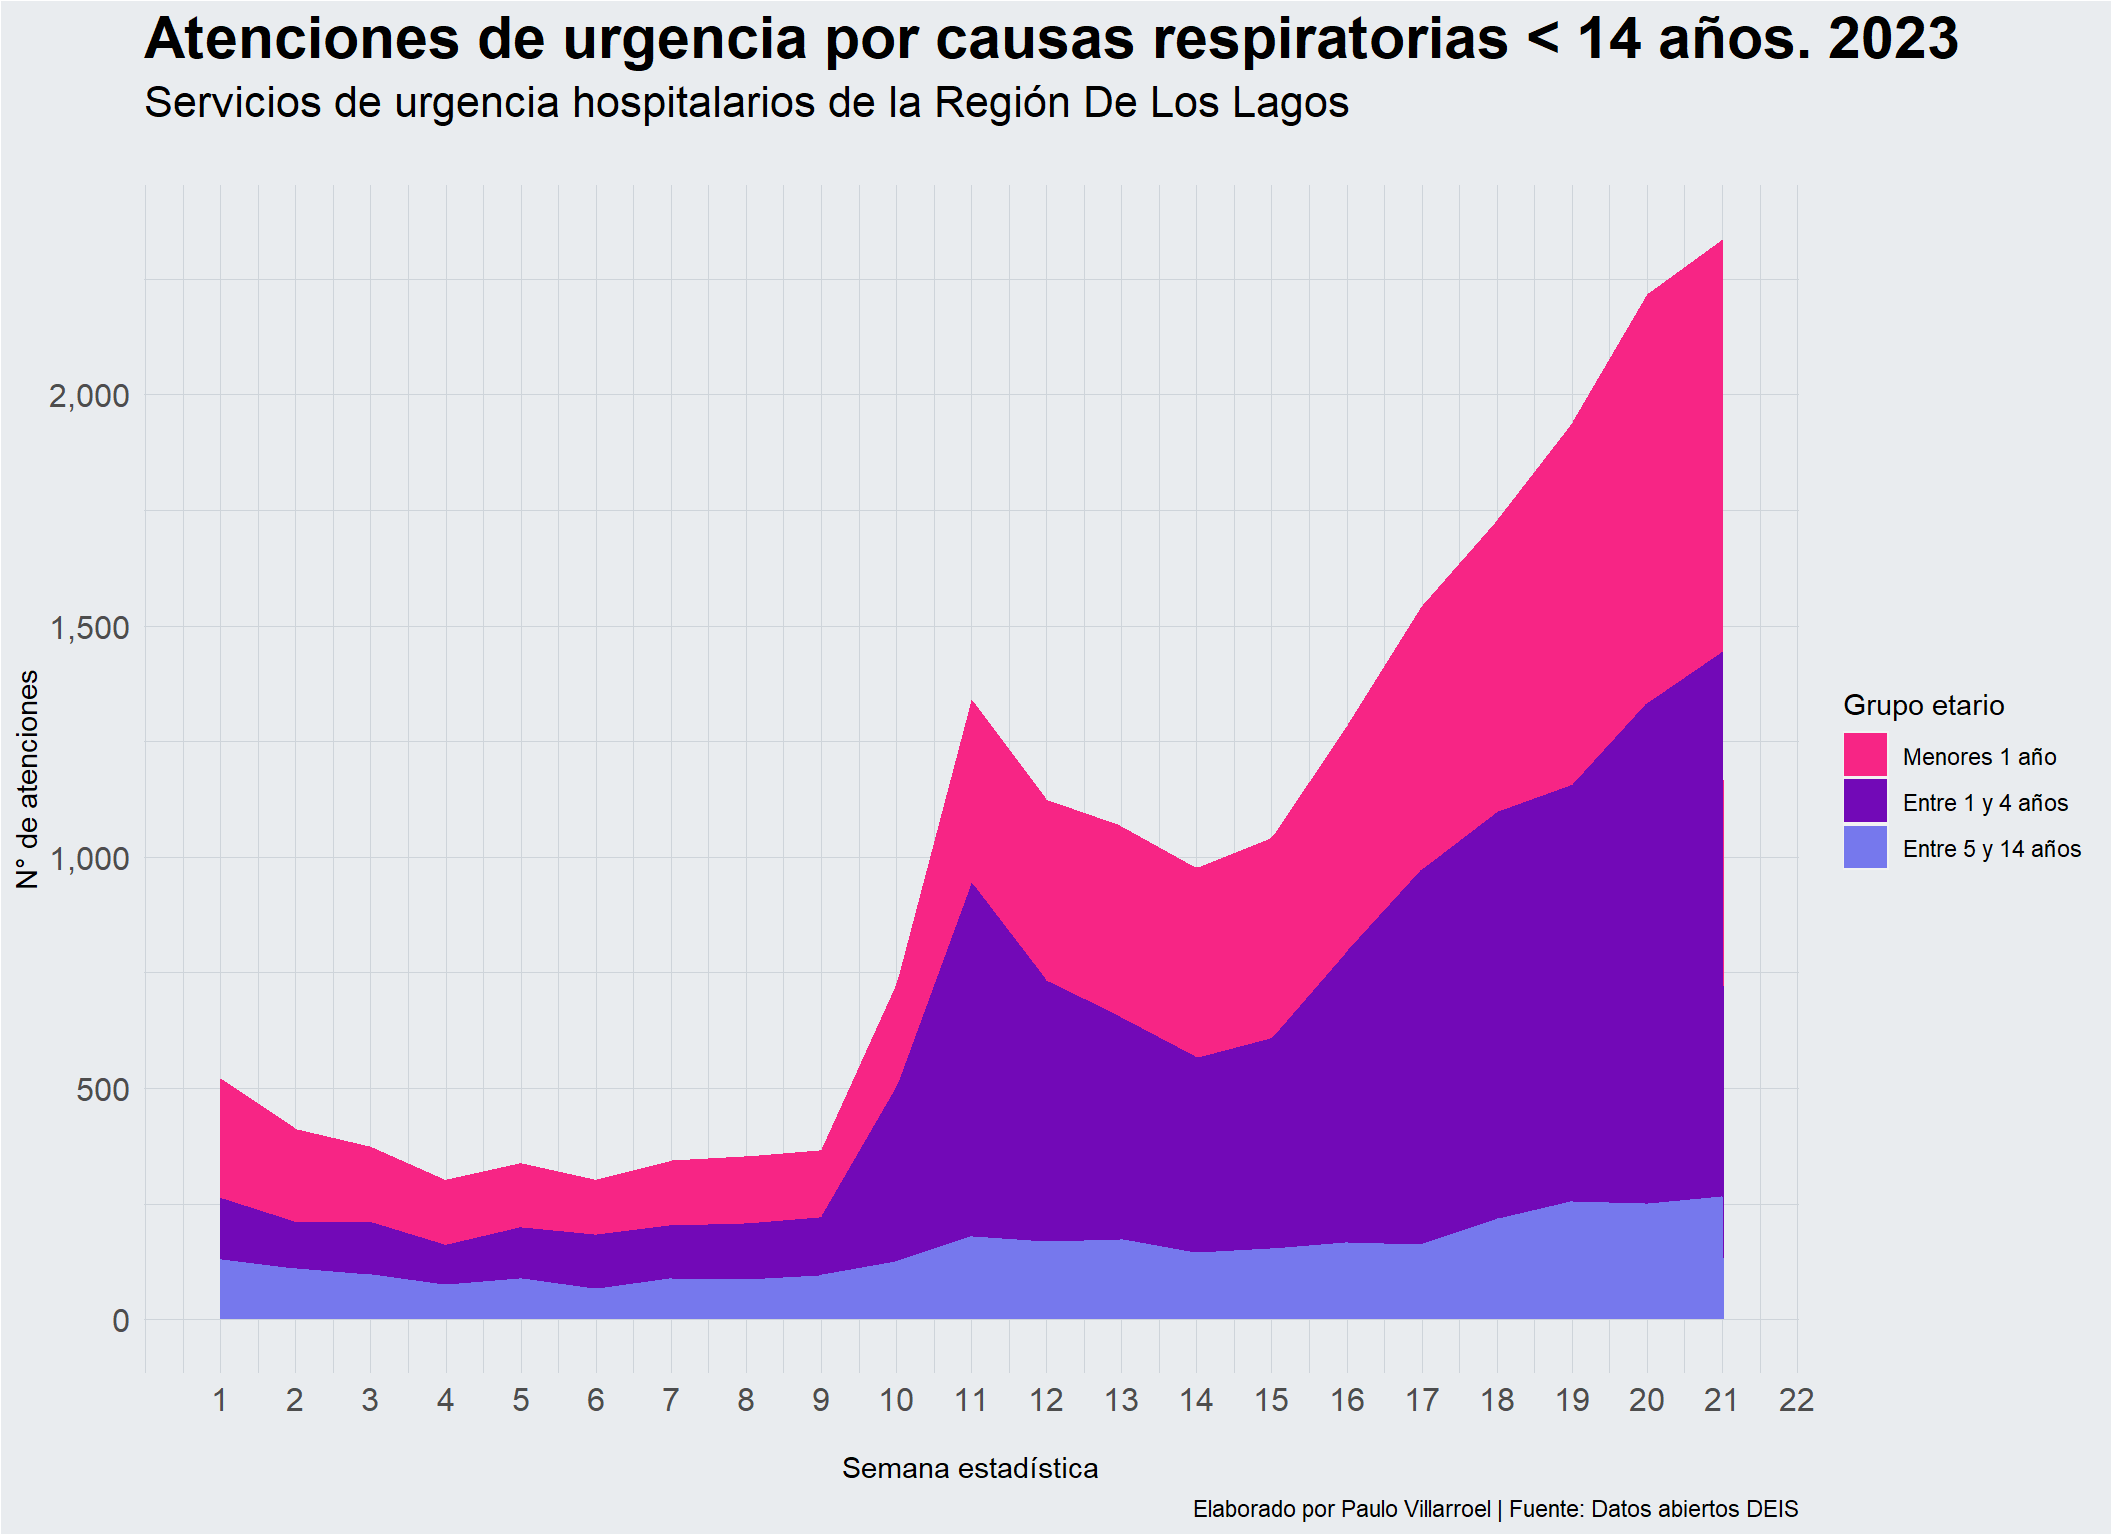 Atenciones de urgencia por causas respiratorias < 14 años. 2023
Servicios de urgencia hospitalarios de la Región De Los Lagos
N° de atenciones
2,000
1,500
1,000
500
0
1 2 3 4 5 6 7 8 9 10 11 12 13 14 15 16 17 18 19 20 21 22
Semana estadística
Grupo etario
Menores 1 año
Entre 1 y 4 años
Entre 5 y 14 años
Elaborado por Paulo Villarroel | Fuente: Datos abiertos DEIS